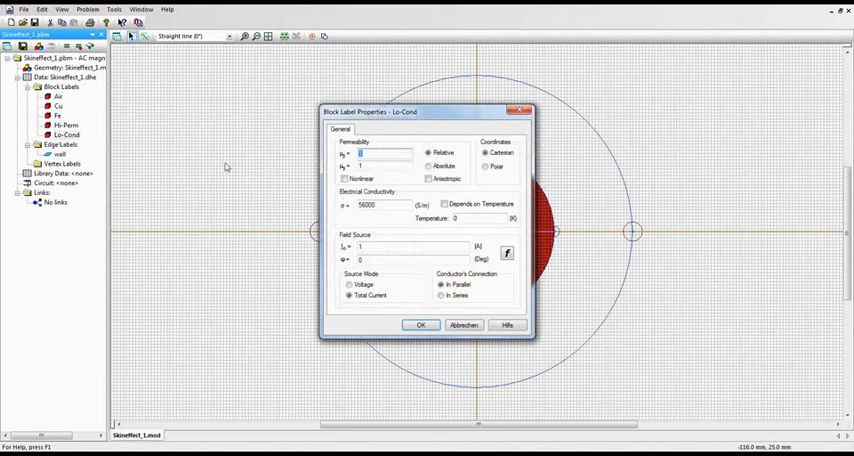 File Edit View Problem Tools Window Help
Skineffect_1.pbm
Straight line (0°)
Skineffect_1.pbm - AC magn
Geometry: Skineffect_1.m
Data: Skineffect_1.dhe
Block Labels
Air
Cu
Fe
Hi-Perm
Lo-Cond
Edge Labels
wall
Vertex Labels
Library Data: <none>
Circuit: <none>
Links:
No links
Block Label Properties - Lo-Cond
General
Permeability
= 1
Relative
= 1
Absolute
Nonlinear
Anisotropic
Coordinates
Cartesian
Polar
Electrical Conductivity
σ = 56000 (S/m)
Depends on Temperature
Temperature: 0 (K)
Field Source
= 1 (A)
φ = 0 (Deg)
f
Source Mode
Voltage
Total Current
Conductor's Connection
In Parallel
In Series
OK Abbrechen Hilfe
Skineffect_1.mod
For Help, press F1
-116.0 mm, 25.0 mm